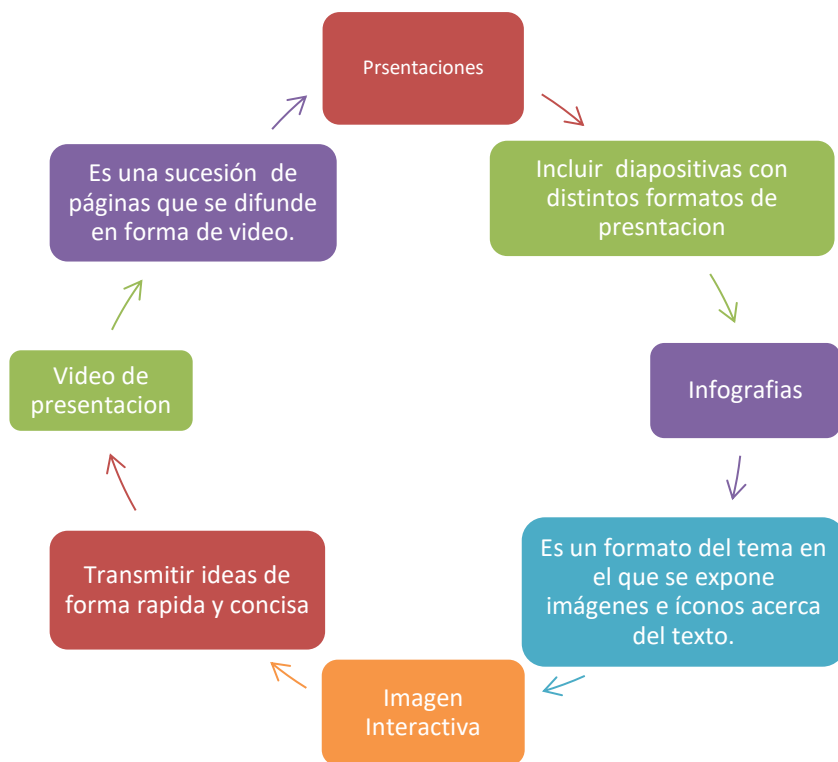 Prsentaciones
Incluir diapositivas con
distintos formatos de
presntacion
Infografias
Es un formato del tema en
el que se expone
imágenes e íconos acerca
del texto.
Imagen
Interactiva
Transmitir ideas de
forma rapida y concisa
Video de
presentacion
Es una sucesión de
páginas que se difunde
en forma de video.